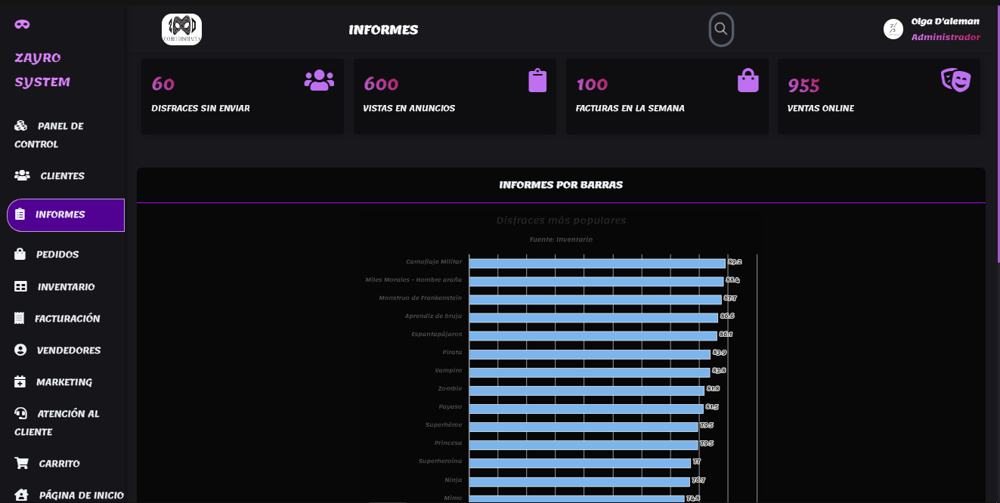 ZAYRO
SYSTEM
PANEL DE
CONTROL
CLIENTES
INFORMES
PEDIDOS
INVENTARIO
FACTURACIÓN
VENDEDORES
MARKETING
ATENCIÓN AL
CLIENTE
CARRITO
PÁGINA DE INICIO
ZAYRO DISFRACES
INFORMES
Olga D'aleman
Administrador
60
DISFRACES SIN ENVIAR
600
VISTAS EN ANUNCIOS
100
FACTURAS EN LA SEMANA
955
VENTAS ONLINE
INFORMES POR BARRAS
Disfraces más populares
Fuente: Inventario
Camuflaje Militar 89.2
Miles Morales - Hombre araña 88.4
Monstruo de Frankenstein 87.7
Aprendiz de bruja 86.6
Espantapájaros 86.1
Pirata 83.9
Vampiro 83.8
Zombie 81.8
Payaso 81.5
Superhéroe 79.5
Princesa 79.5
Superheroína 77
Ninja 76.7
Mimo 74.8